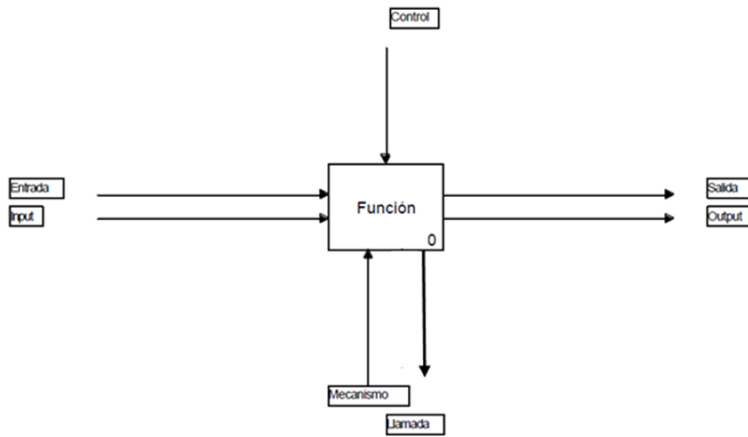 Control
Entrada
Input
Función
0
Salida
Output
Mecanismo
Llamada